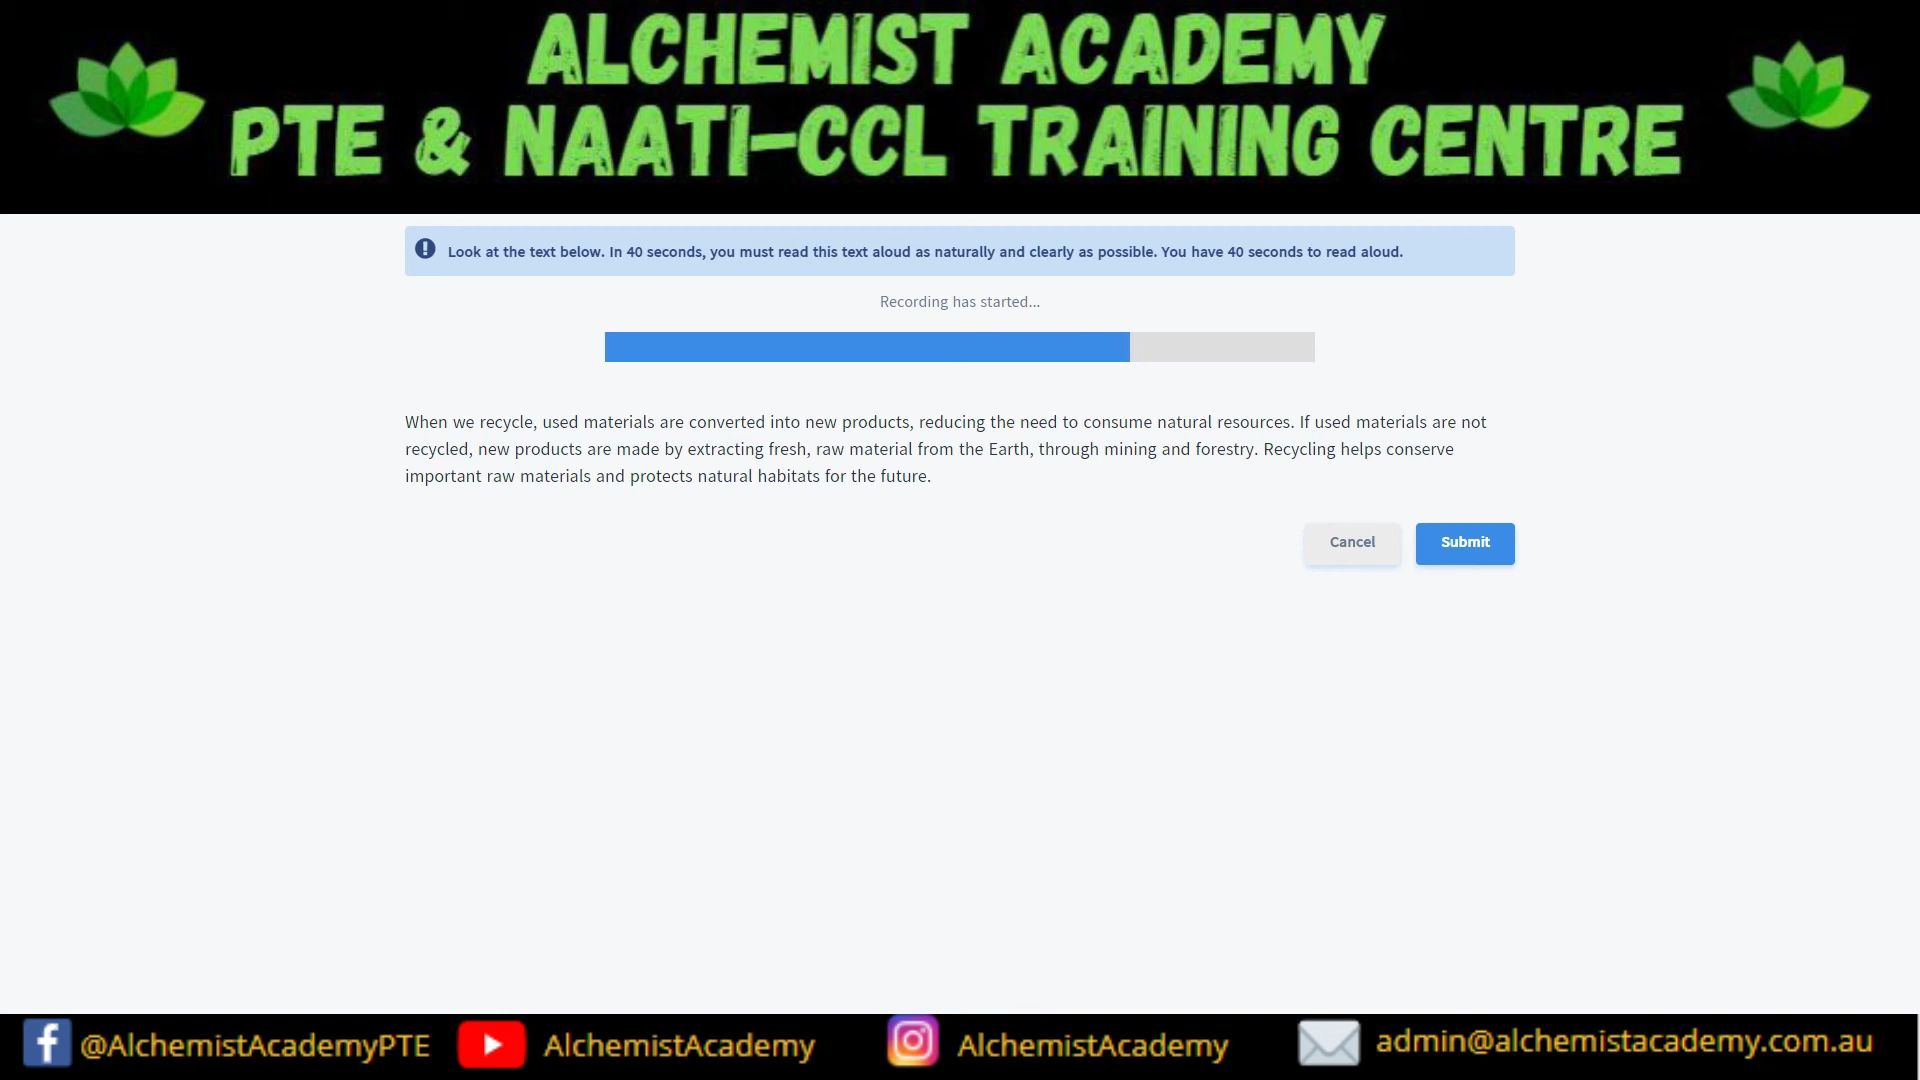 ALCHEMIST ACADEMY
PTE & NAATI-CCL TRAINING CENTRE
Look at the text below. In 40 seconds, you must read this text aloud as naturally and clearly as possible. You have 40 seconds to read aloud.
Recording has started...
When we recycle, used materials are converted into new products, reducing the need to consume natural resources. If used materials are not
recycled, new products are made by extracting fresh, raw material from the Earth, through mining and forestry. Recycling helps conserve
important raw materials and protects natural habitats for the future.
Cancel Submit
@AlchemistAcademyPTE AlchemistAcademy AlchemistAcademy admin@alchemistacademy.com.au